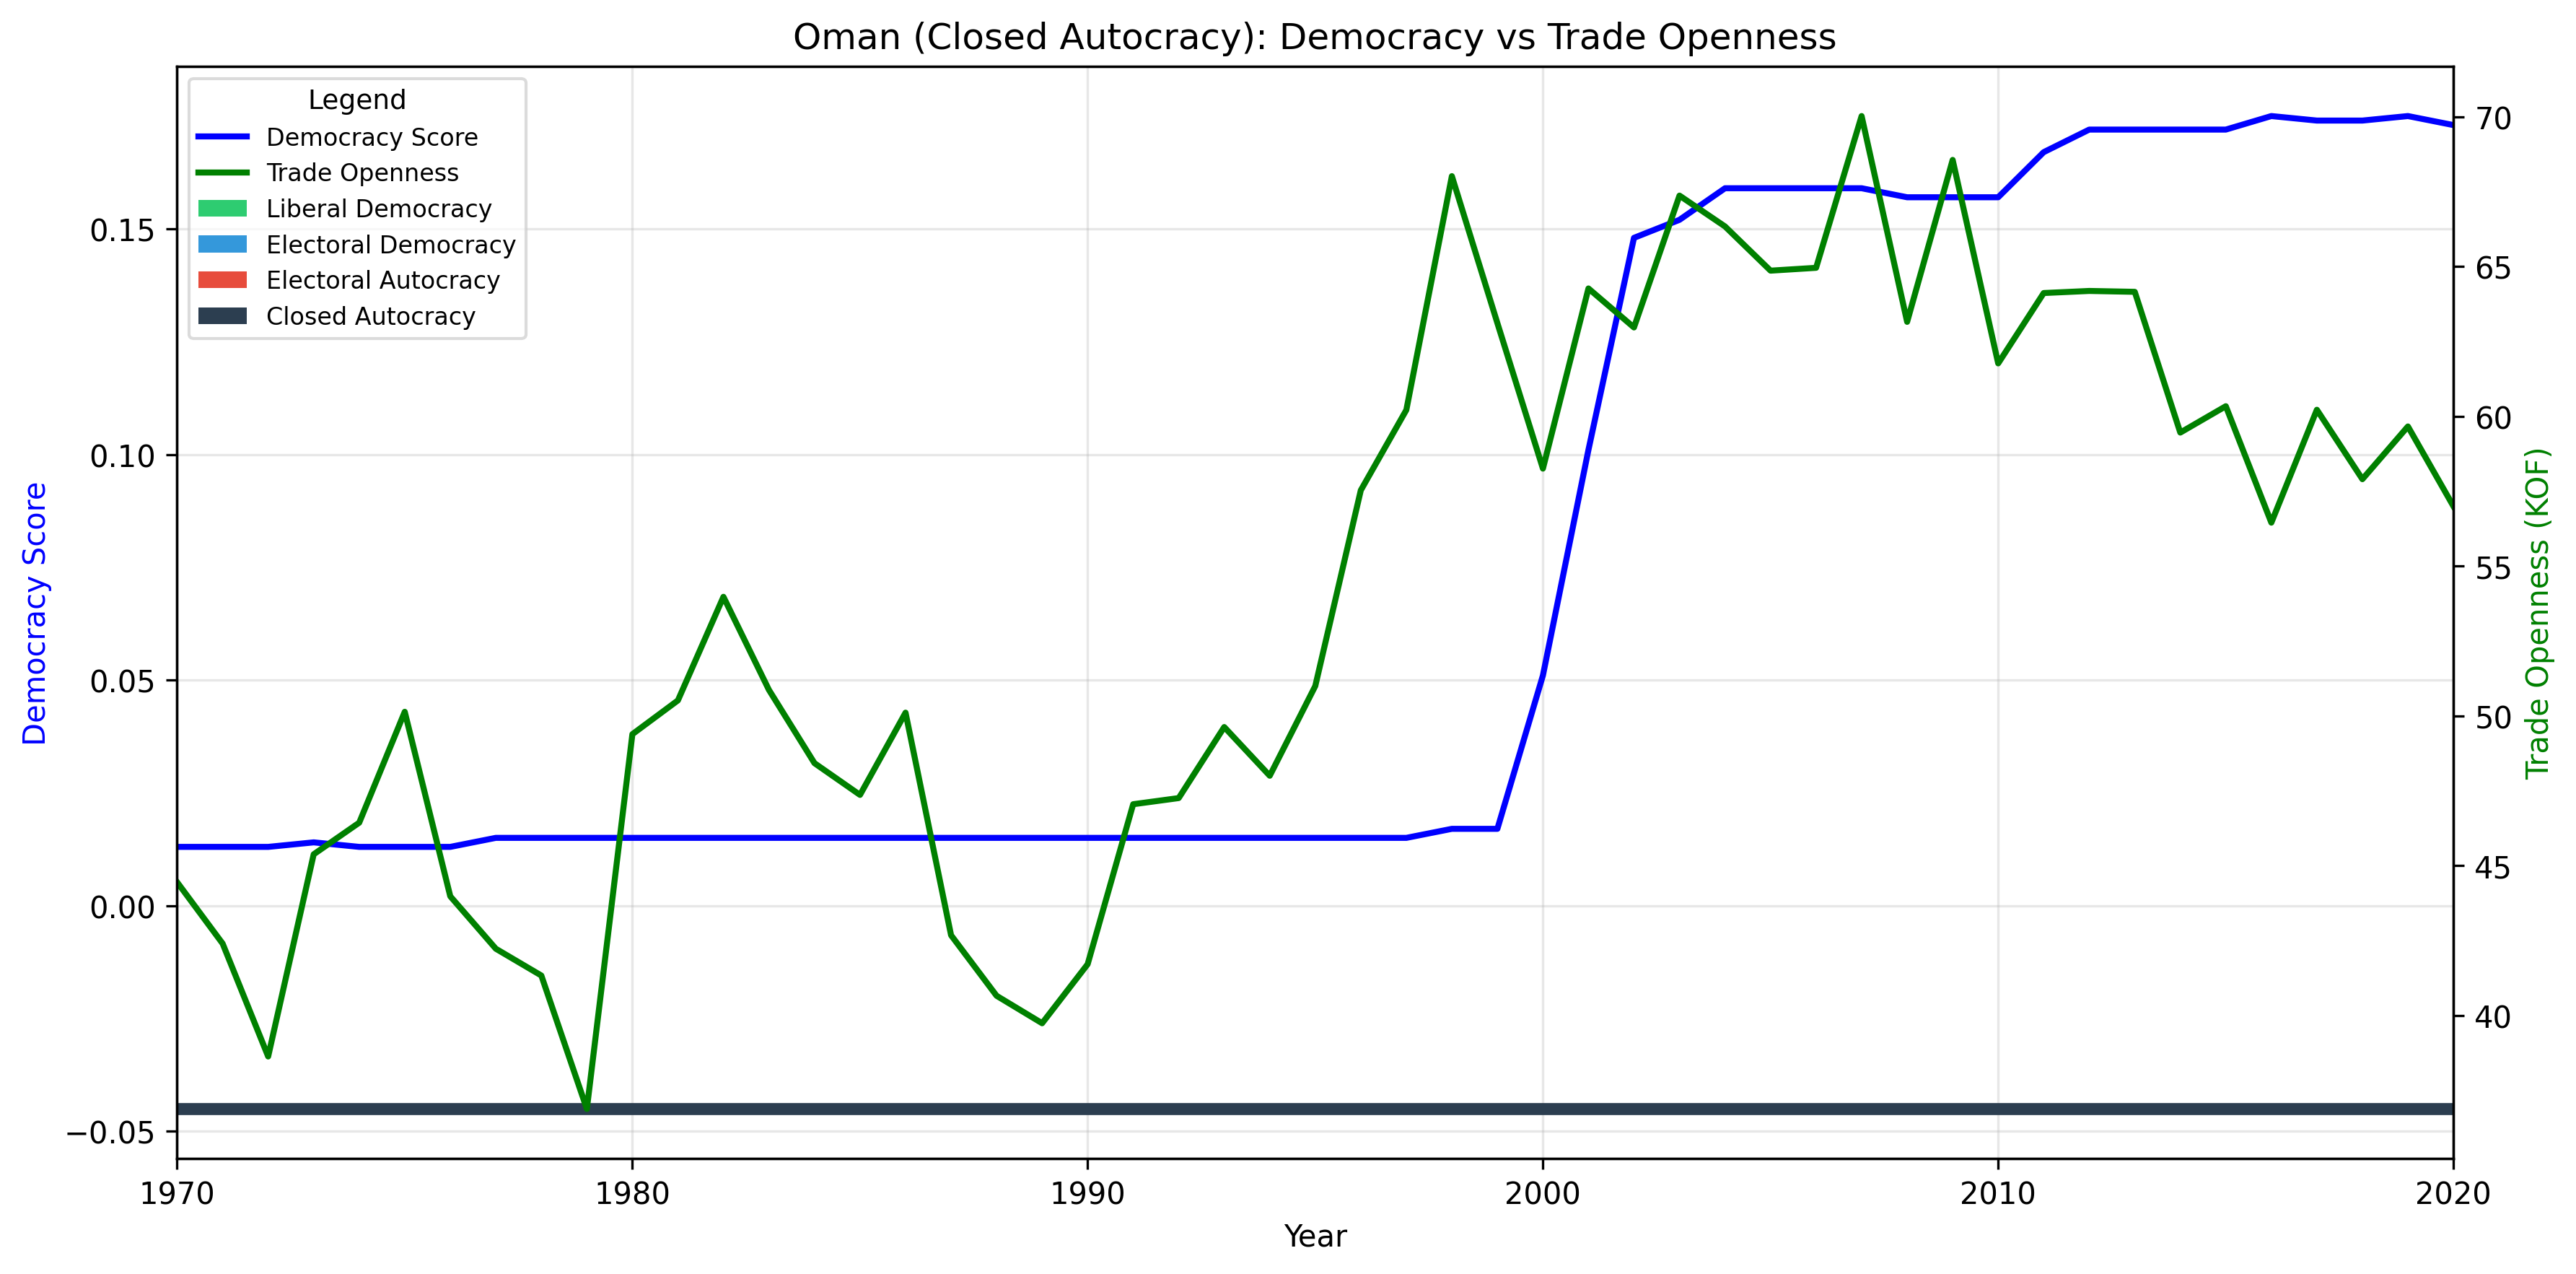 Oman (Closed Autocracy): Democracy vs Trade Openness
Legend
Democracy Score
Trade Openness
Liberal Democracy
Electoral Democracy
Electoral Autocracy
Closed Autocracy
Democracy Score
0.15
0.10
0.05
0.00
−0.05
70
65
60
55
50
45
40
Trade Openness (KOF)
1970 1980 1990 2000 2010 2020
Year